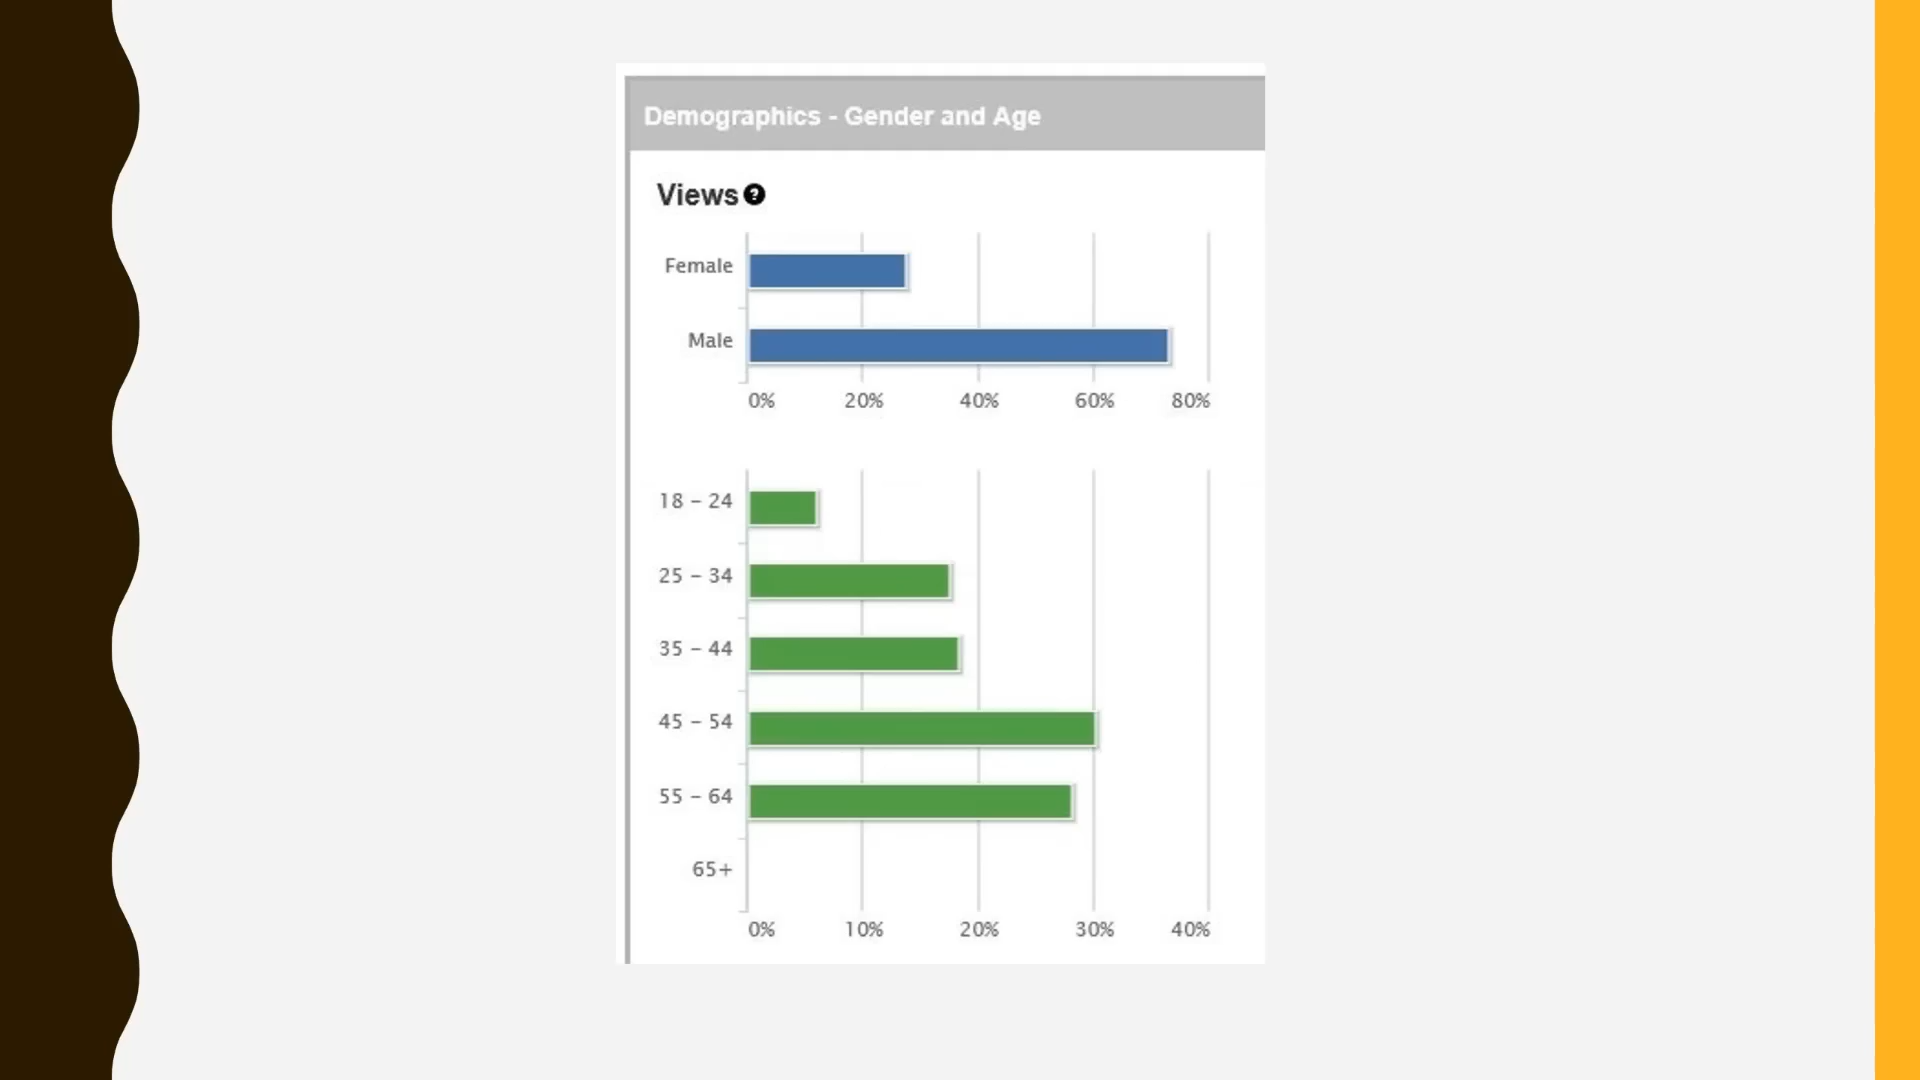 Demographics - Gender and Age
Views?
Female
Male
0% 20% 40% 60% 80%
18 – 24
25 – 34
35 – 44
45 – 54
55 – 64
65+
0% 10% 20% 30% 40%